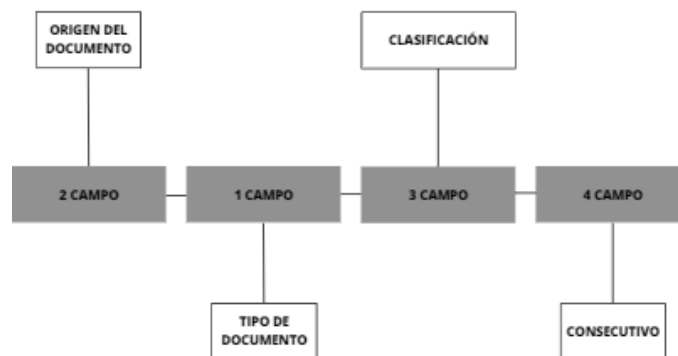 ORIGEN DEL
DOCUMENTO
CLASIFICACIÓN
2 CAMPO
1 CAMPO
3 CAMPO
4 CAMPO
TIPO DE
DOCUMENTO
CONSECUTIVO